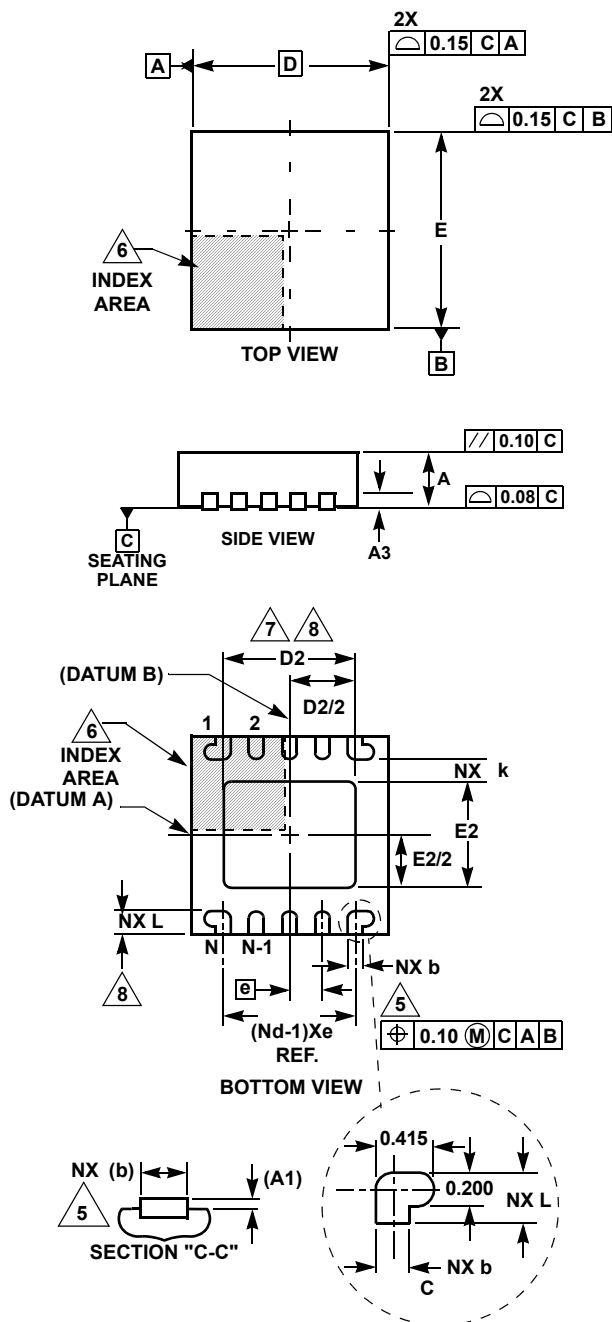 2X
0.15 C A
A
D
2X
0.15 C B
E
6
INDEX
AREA
TOP VIEW
B
// 0.10 C
A
0.08 C
C
SEATING
PLANE
SIDE VIEW
A3
7 8
D2
(DATUM B)
D2/2
6
INDEX
AREA
(DATUM A)
1 2
NX k
E2
E2/2
NX L
8
N N-1
NX b
e
5
(Nd-1)Xe
REF.
⌖ 0.10 Ⓜ C A B
BOTTOM VIEW
NX (b)
(A1)
5
SECTION "C-C"
0.415
0.200
NX L
NX b
C